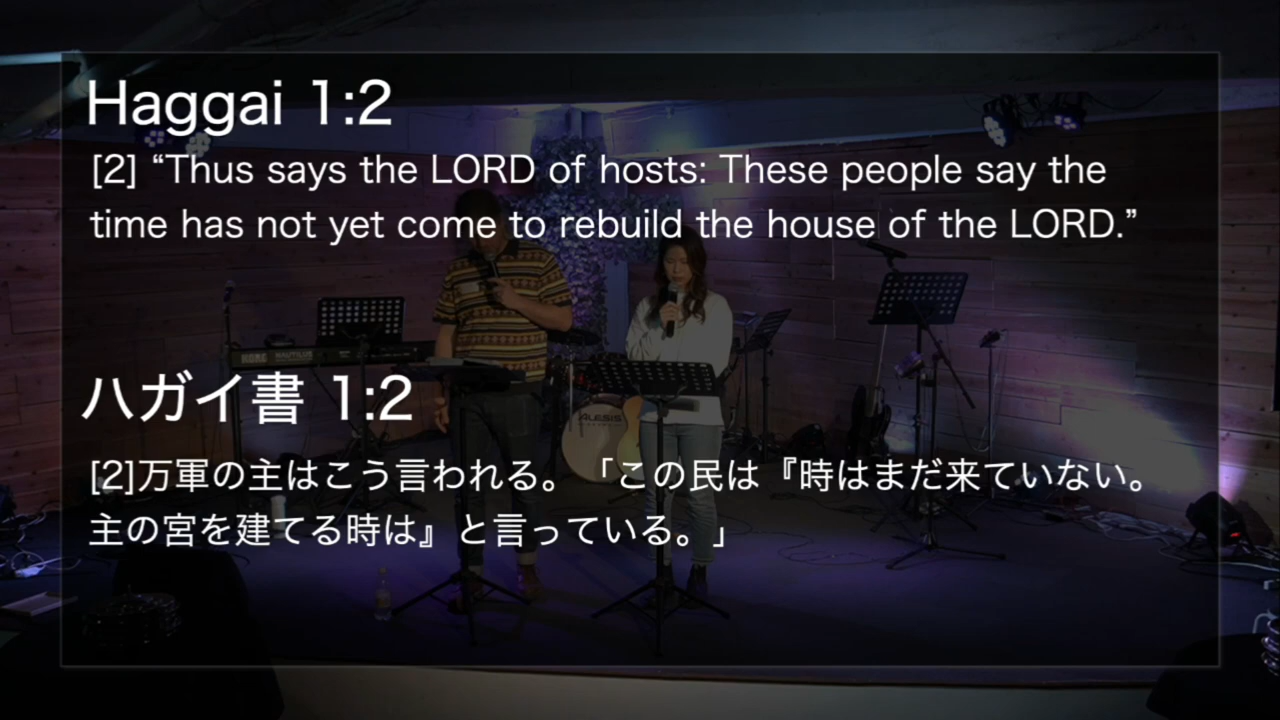 Haggai 1:2
[2] “Thus says the LORD of hosts: These people say the
time has not yet come to rebuild the house of the LORD.”
ハガイ書 1:2
[2]万軍の主はこう言われる。「この民は『時はまだ来ていない。
主の宮を建てる時は』と言っている。」
NAUTILUS
ALESIS